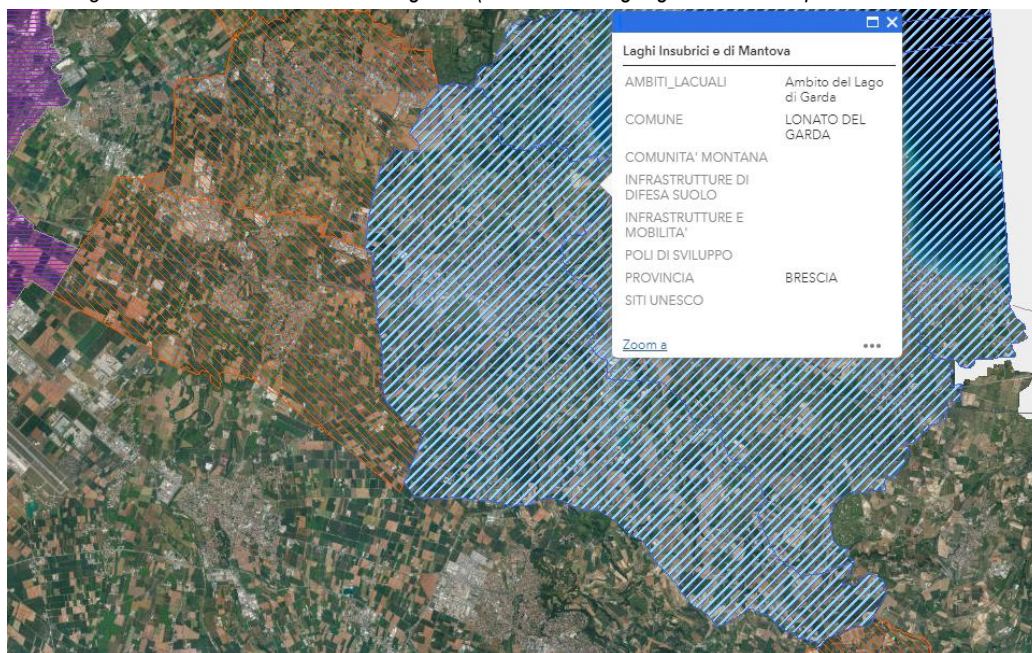 Laghi Insubrici e di Mantova
AMBITI_LACUALI Ambito del Lago
di Garda
COMUNE LONATO DEL
GARDA
COMUNITA' MONTANA
INFRASTRUTTURE DI
DIFESA SUOLO
INFRASTRUTTURE E
MOBILITA'
POLI DI SVILUPPO
PROVINCIA BRESCIA
SITI UNESCO
Zoom a